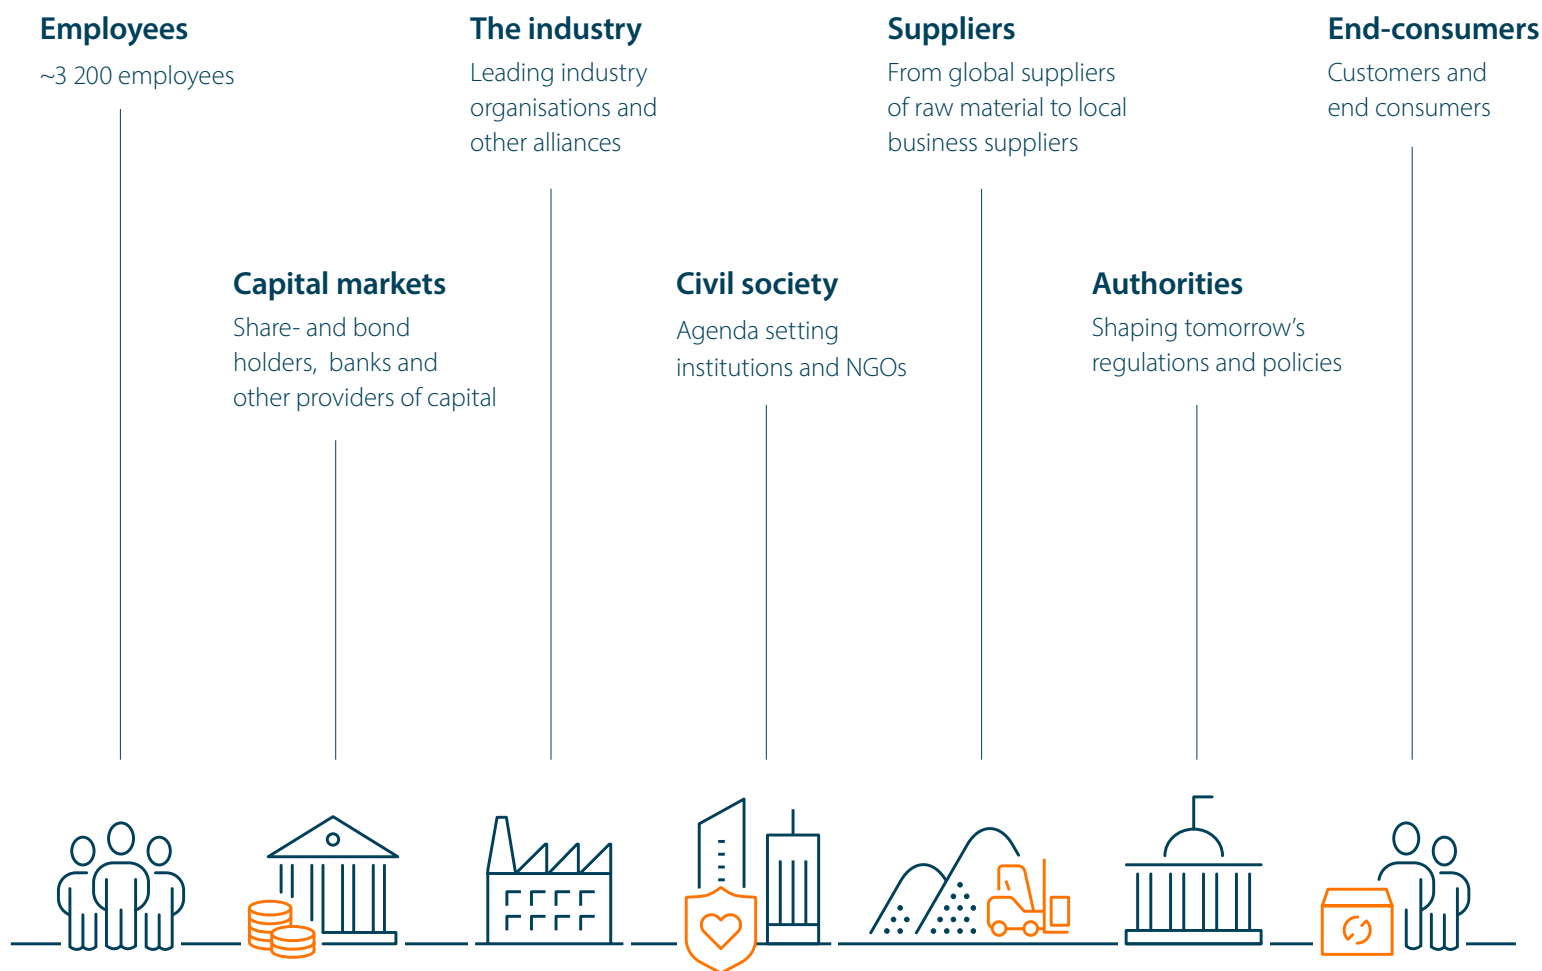 Employees
~3 200 employees
The industry
Leading industry
organisations and
other alliances
Suppliers
From global suppliers
of raw material to local
business suppliers
End-consumers
Customers and
end consumers
Capital markets
Share- and bond
holders, banks and
other providers of capital
Civil society
Agenda setting
institutions and NGOs
Authorities
Shaping tomorrow’s
regulations and policies